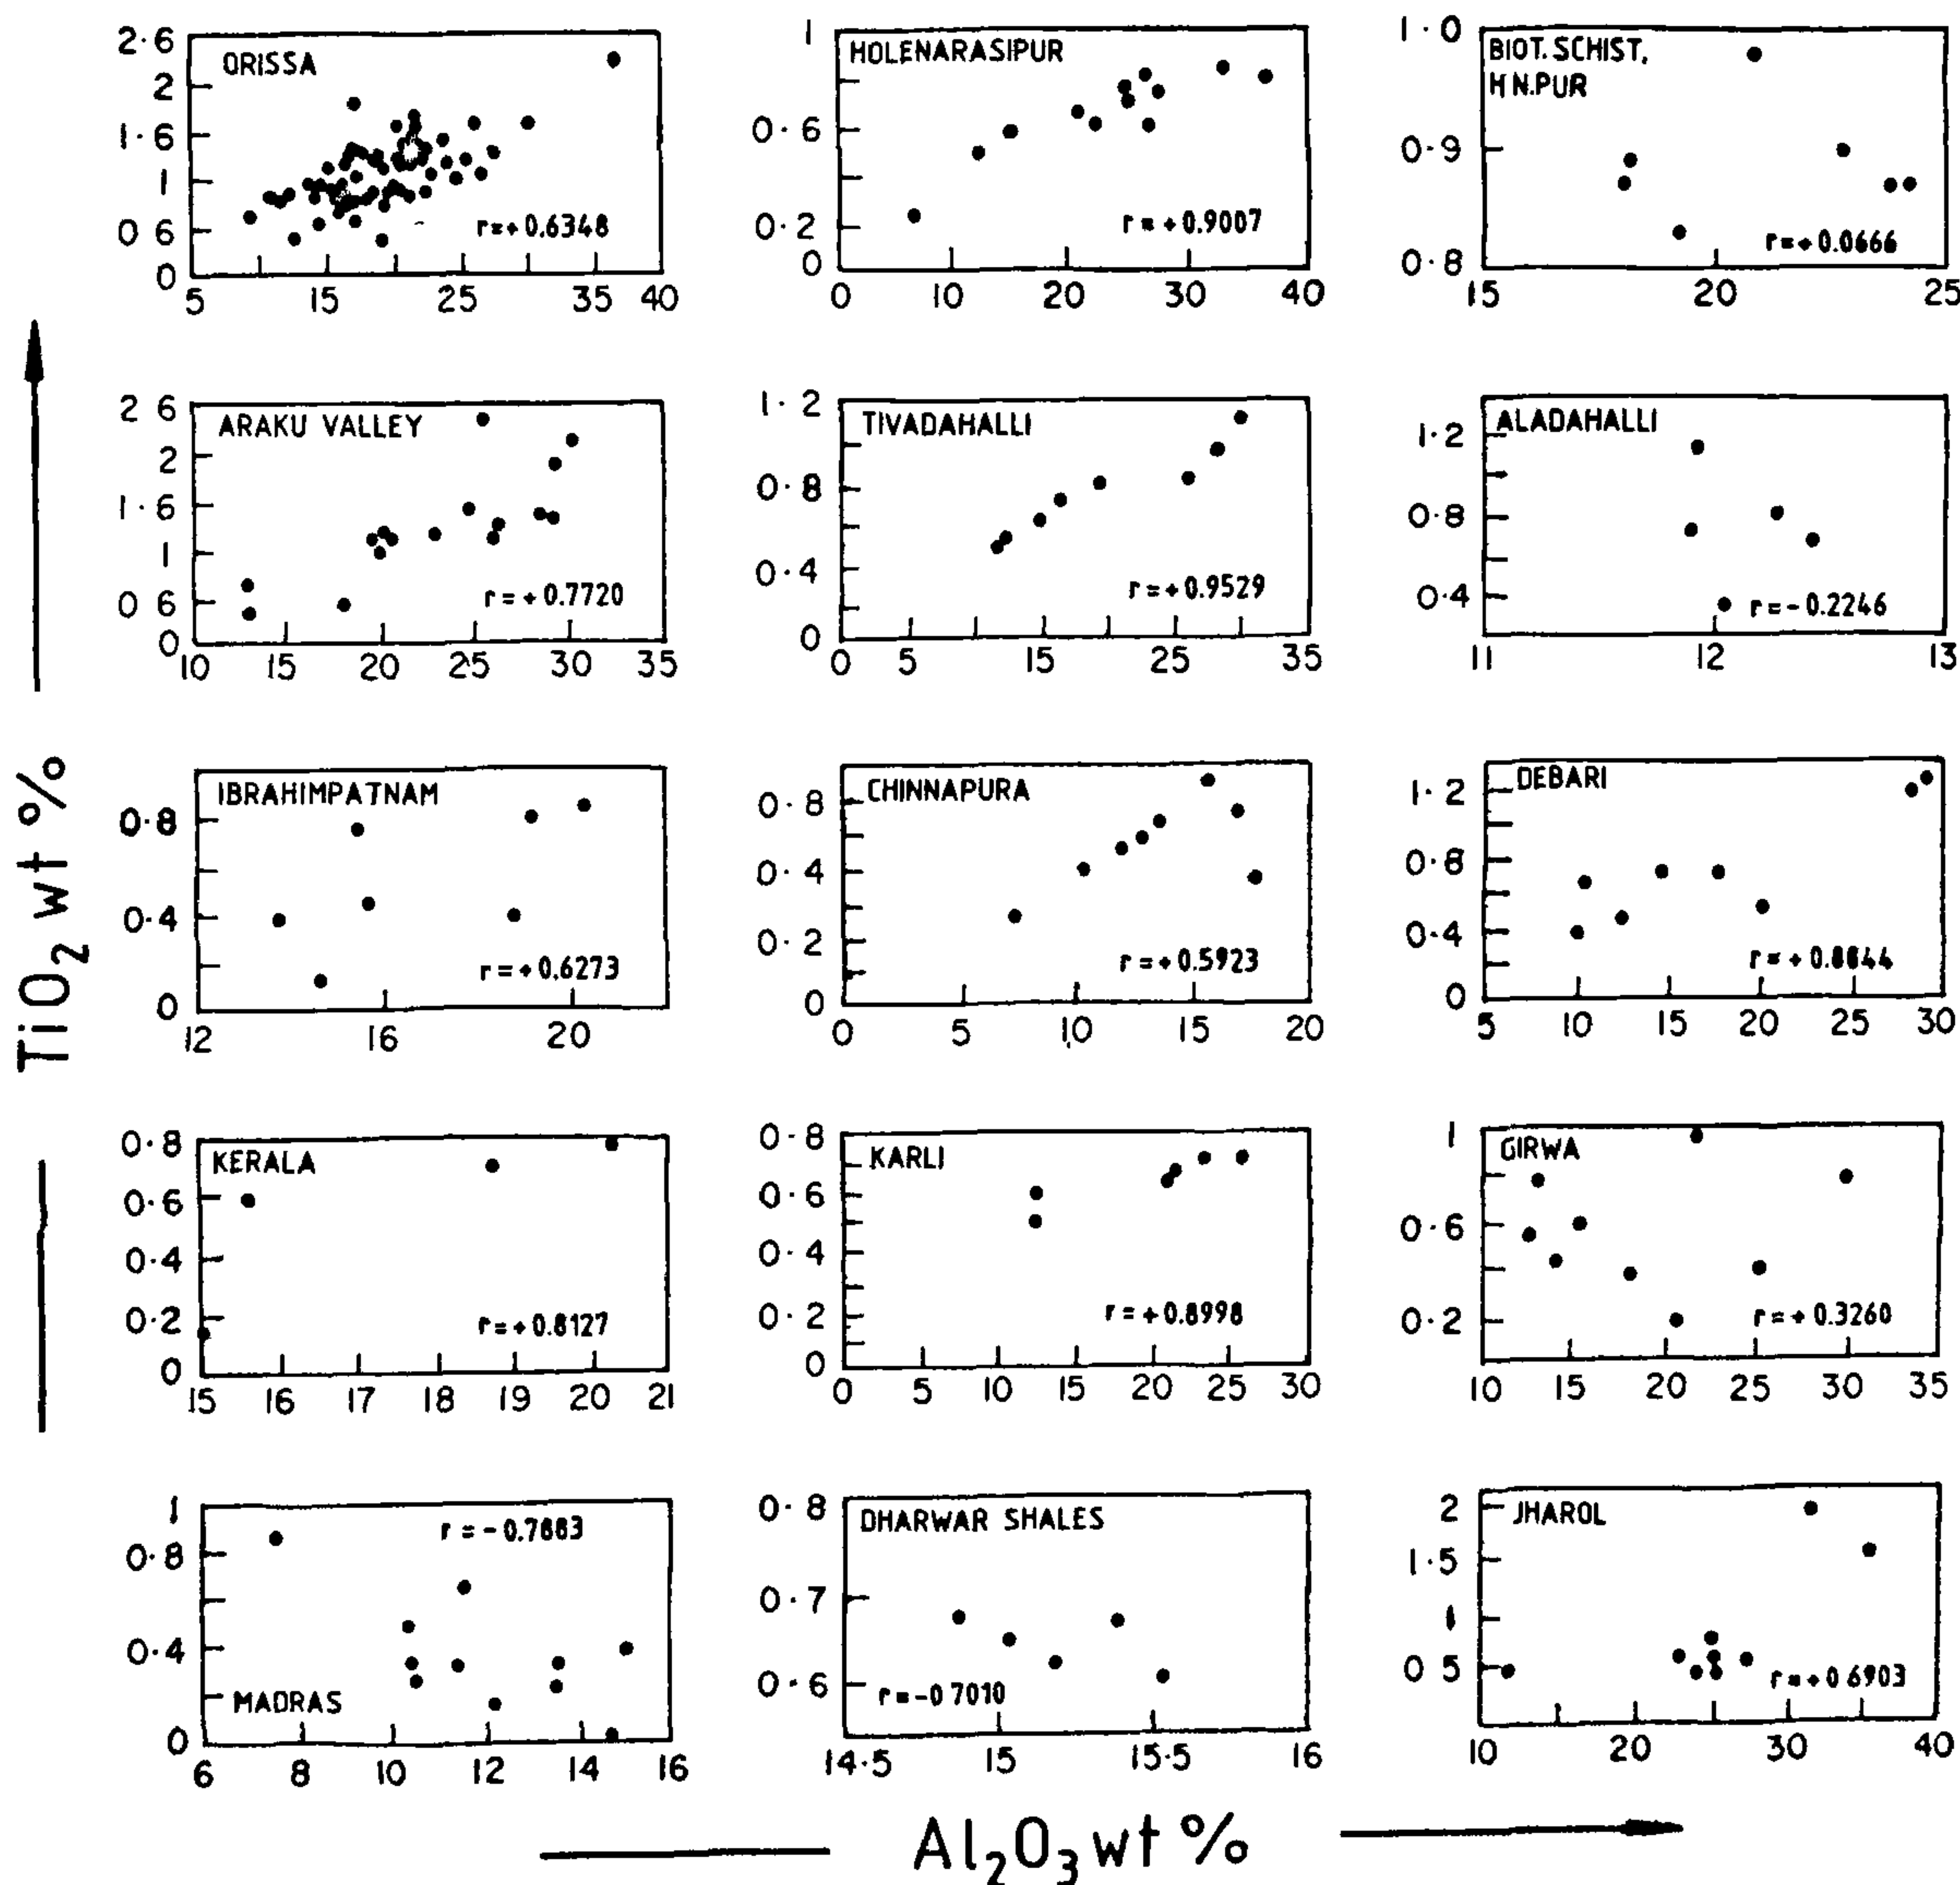 2·6
2
1·6
1
0 6
0
ORISSA
r=+0.6348
5 15 25 35 40
1
0·6
0·2
0
HOLENARASIPUR
r=+0.9007
0 10 20 30 40
1·0
0·9
0·8
BIOT. SCHIST,
H N.PUR
r=+0.0666
15 20 25
2 6
2
1·6
1
0 6
0
ARAKU VALLEY
r=+0.7720
10 15 20 25 30 35
1·2
0·8
0·4
0
TIVADAHALLI
r=+0.9529
0 5 15 25 35
1·2
0·8
0·4
ALADAHALLI
r=-0.2246
11 12 13
0·8
0·4
0
IBRAHIMPATNAM
r=+0.6273
12 16 20
0·8
0·4
0·2
0
CHINNAPURA
r=+0.5923
0 5 10 15 20
1·2
0·8
0·4
0
DEBARI
5 10 15 20 25 30
0·8
0·6
0·4
0·2
0
KERALA
r=+0.8127
15 16 17 18 19 20 21
0·8
0·6
0·4
0·2
0
KARLI
r=+0.8998
0 5 10 15 20 25 30
1
0·6
0·2
GIRWA
r=+0.3260
10 15 20 25 30 35
1
0·8
0·4
0
MADRAS
6 8 10 12 14 16
0·8
0·7
0·6
DHARWAR SHALES
r=-0 7010
14·5 15 15·5 16
2
1·5
1
0 5
JHAROL
r=+0 6903
10 20 30 40
TiO2 wt %
Al2O3 wt %